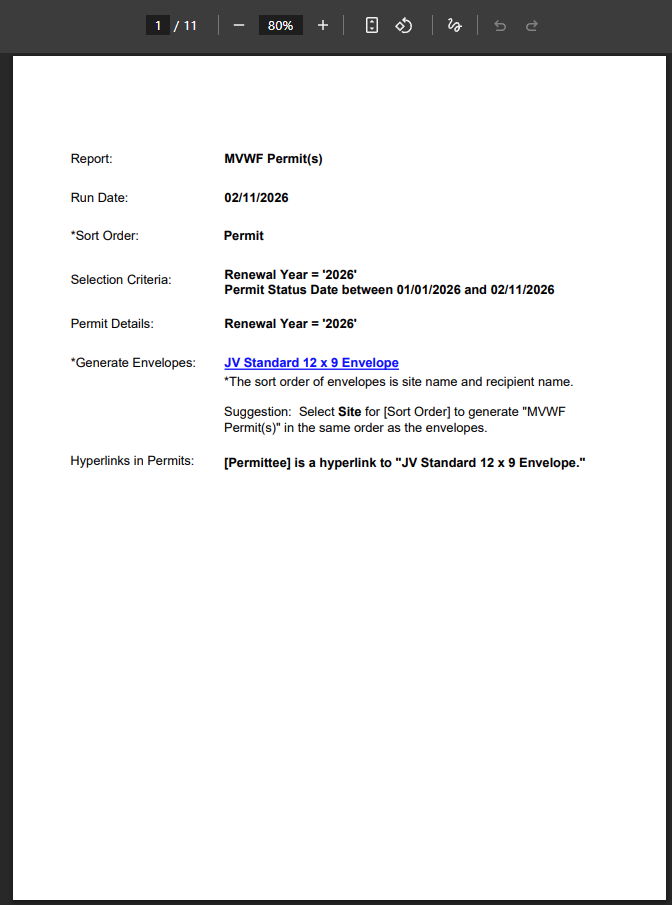 1 / 11 80%
Report: MVWF Permit(s)
Run Date: 02/11/2026
*Sort Order: Permit
Selection Criteria: Renewal Year = '2026'
Permit Status Date between 01/01/2026 and 02/11/2026
Permit Details: Renewal Year = '2026'
*Generate Envelopes: JV Standard 12 x 9 Envelope
*The sort order of envelopes is site name and recipient name.
Suggestion: Select Site for [Sort Order] to generate "MVWF
Permit(s)" in the same order as the envelopes.
Hyperlinks in Permits: [Permittee] is a hyperlink to "JV Standard 12 x 9 Envelope."